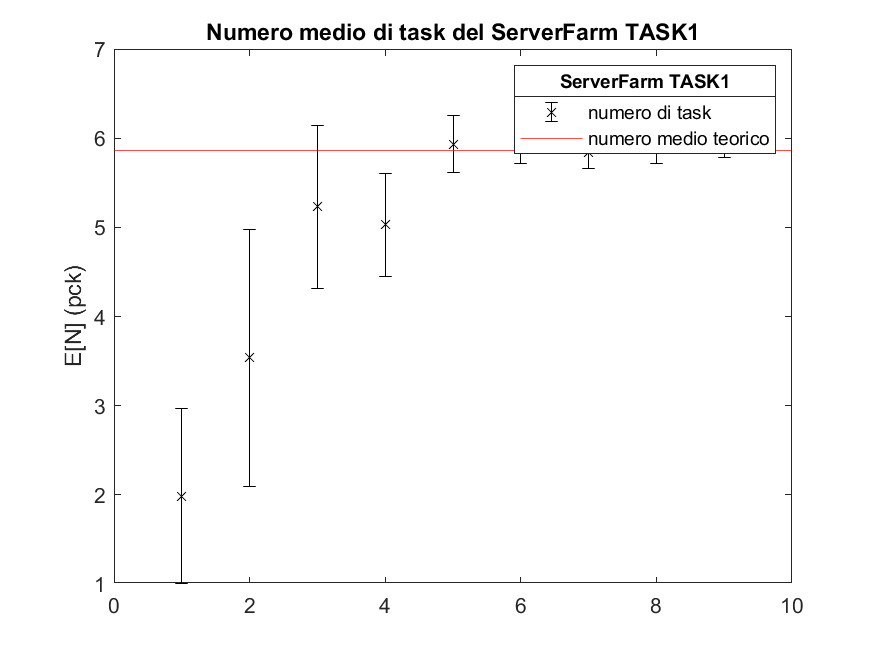 Numero medio di task del ServerFarm TASK1
7
ServerFarm TASK1
numero di task
numero medio teorico
6
5
4
3
2
1
E[N] (pck)
0
2
4
6
8
10